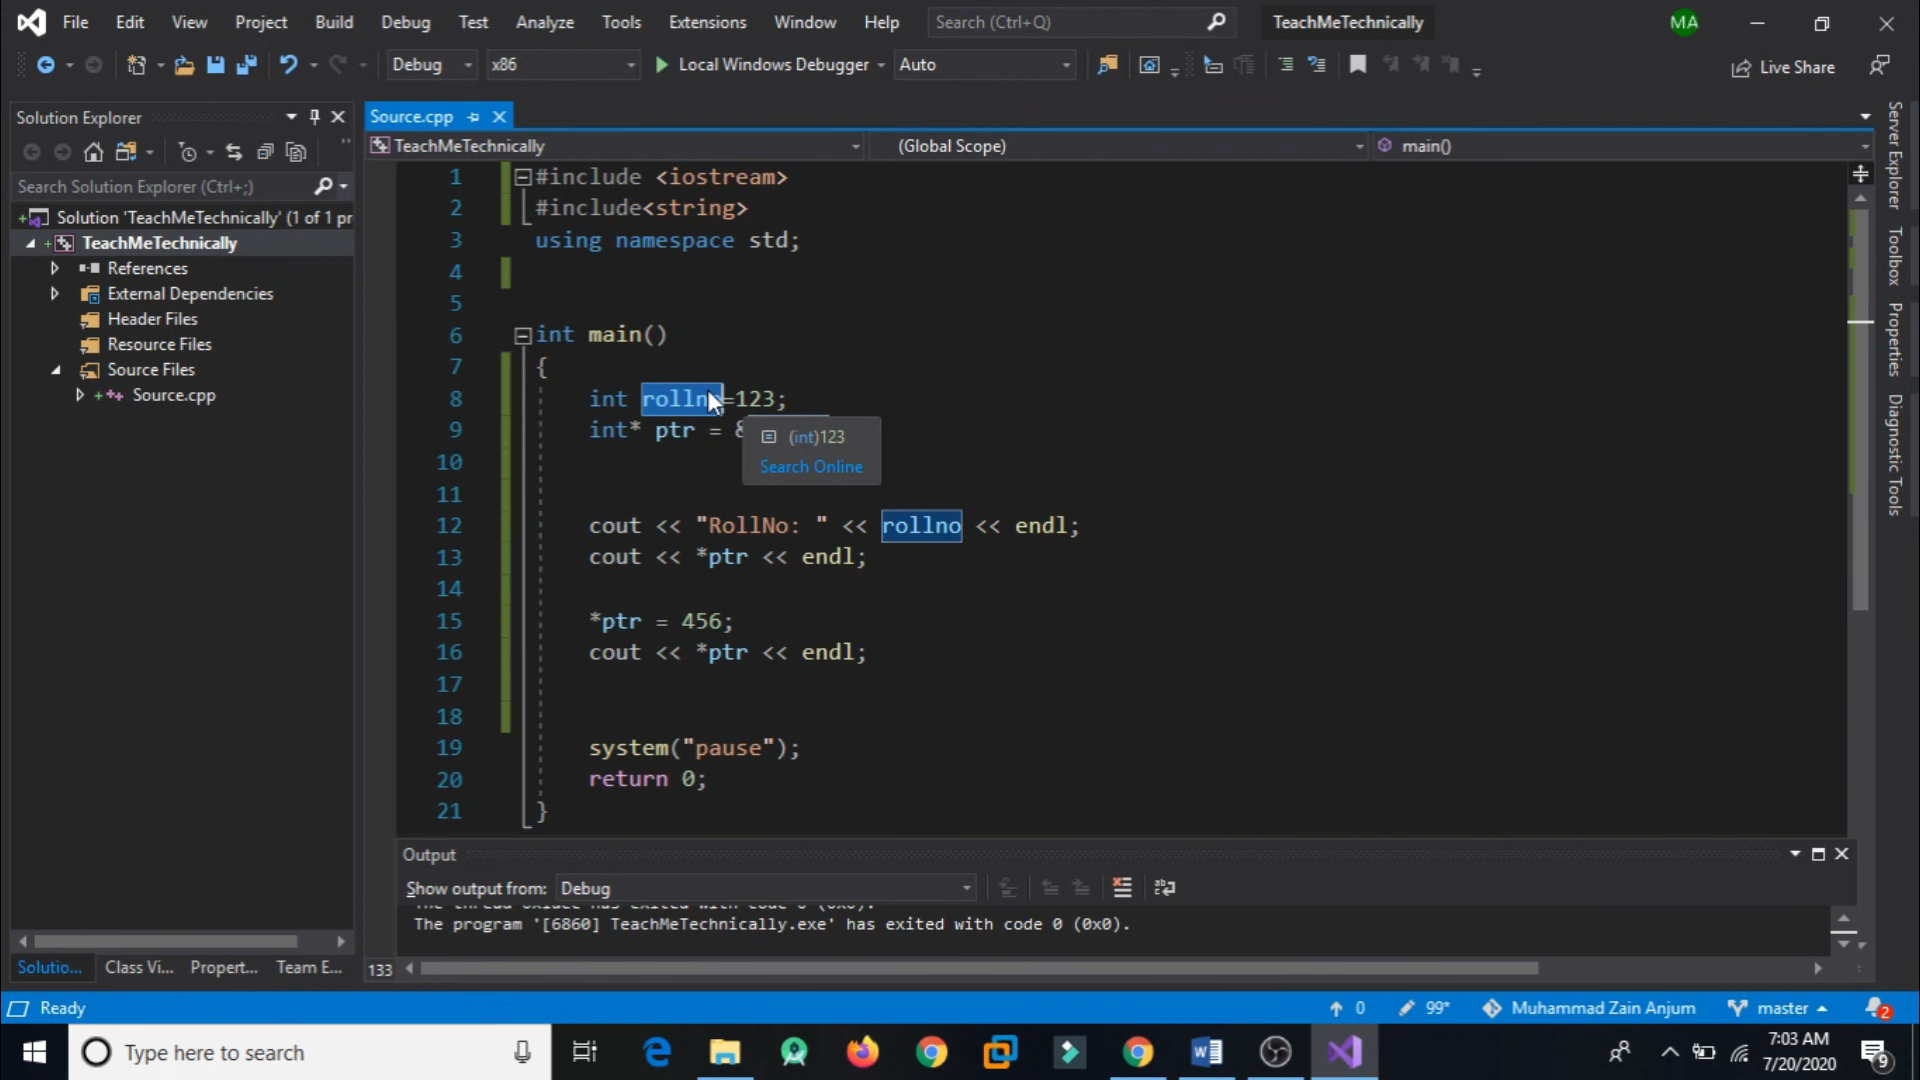 File Edit View Project Build Debug Test Analyze Tools Extensions Window Help Search (Ctrl+Q) TeachMeTechnically MA
Debug x86 Local Windows Debugger Auto Live Share
Solution Explorer
Search Solution Explorer (Ctrl+;)
Solution 'TeachMeTechnically' (1 of 1 pr
TeachMeTechnically
References
External Dependencies
Header Files
Resource Files
Source Files
Source.cpp
Solutio... Class Vi... Propert... Team E...
Source.cpp
TeachMeTechnically (Global Scope) main()
1 #include <iostream>
2 #include<string>
3 using namespace std;
4
5
6 int main()
7 {
8 int rollno=123;
9 int* ptr = &
(int)123
Search Online
10
11
12 cout << "RollNo: " << rollno << endl;
13 cout << *ptr << endl;
14
15 *ptr = 456;
16 cout << *ptr << endl;
17
18
19 system("pause");
20 return 0;
21 }
Output
Show output from: Debug
The program '[6860] TeachMeTechnically.exe' has exited with code 0 (0x0).
133
Server Explorer
Toolbox
Properties
Diagnostic Tools
Ready 0 99* Muhammad Zain Anjum master 2
Type here to search
7:03 AM
7/20/2020
9